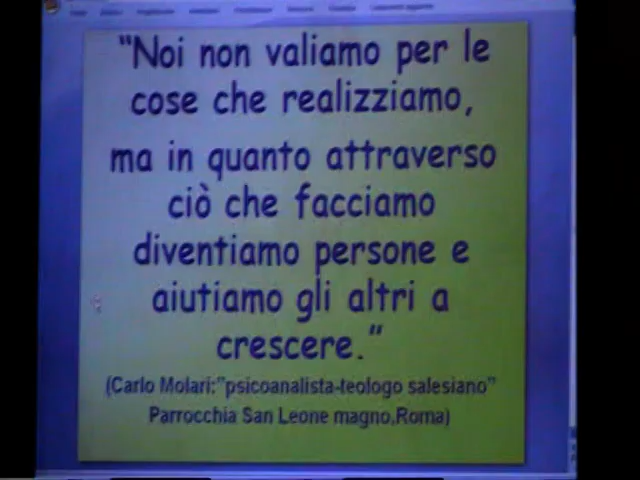 “Noi non valiamo per le
cose che realizziamo,
ma in quanto attraverso
ciò che facciamo
diventiamo persone e
aiutiamo gli altri a
crescere.”
(Carlo Molari:"psicoanalista-teologo salesiano"
Parrocchia San Leone magno,Roma)